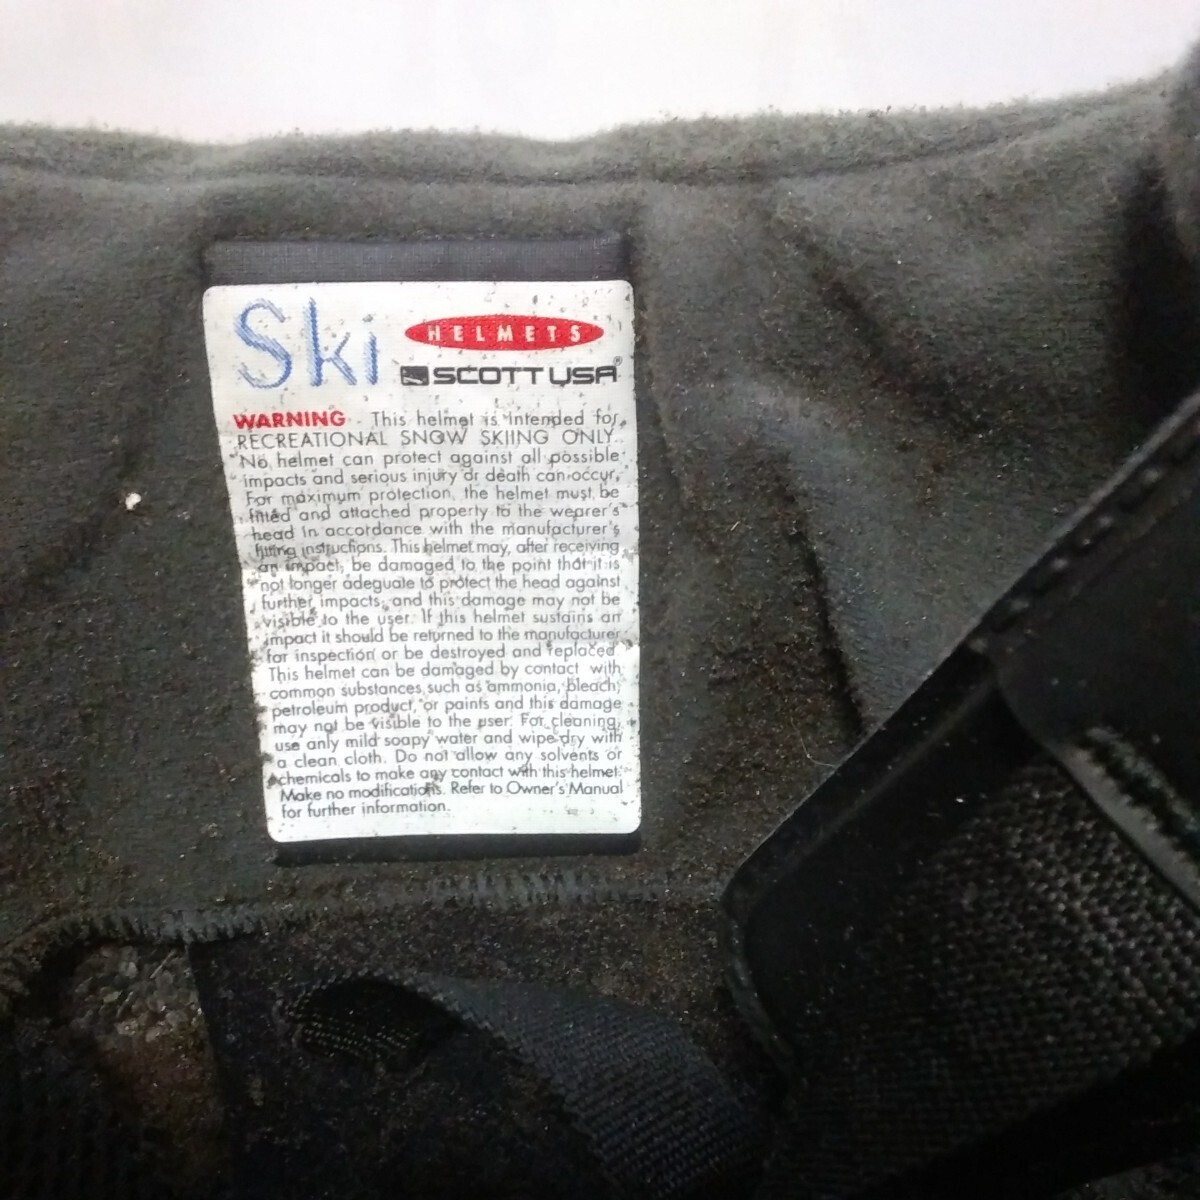 Ski HELMETS
SCOTT USA®
WARNING - This helmet is intended for
RECREATIONAL SNOW SKIING ONLY.
No helmet can protect against all possible
impacts and serious injury or death can occur.
For maximum protection, the helmet must be
fitted and attached property to the wearer's
head in accordance with the manufacturer's
fitting instructions. This helmet may, after receiving
an impact, be damaged to the point that it is
not longer adequate to protect the head against
further impacts, and this damage may not be
visible to the user. If this helmet sustains an
impact it should be returned to the manufacturer
for inspection or be destroyed and replaced.
This helmet can be damaged by contact with
common substances such as ammonia, bleach,
petroleum product, or paints and this damage
may not be visible to the user. For cleaning,
use only mild soapy water and wipe dry with
a clean cloth. Do not allow any solvents or
chemicals to make any contact with this helmet.
Make no modifications. Refer to Owner's Manual
for further information.